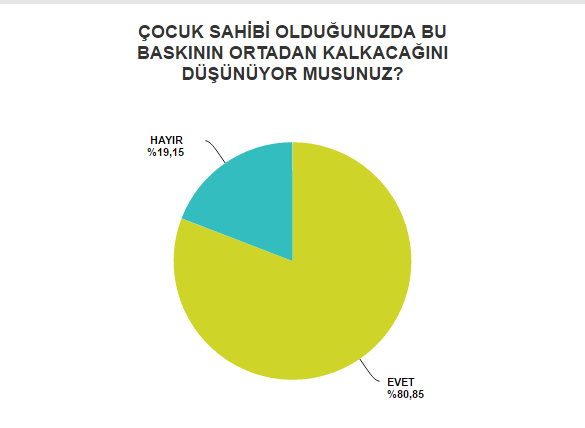 ÇOCUK SAHİBİ OLDUĞUNUZDA BU
BASKININ ORTADAN KALKACAĞINI
DÜŞÜNÜYOR MUSUNUZ?
HAYIR
%19,15
EVET
%80,85